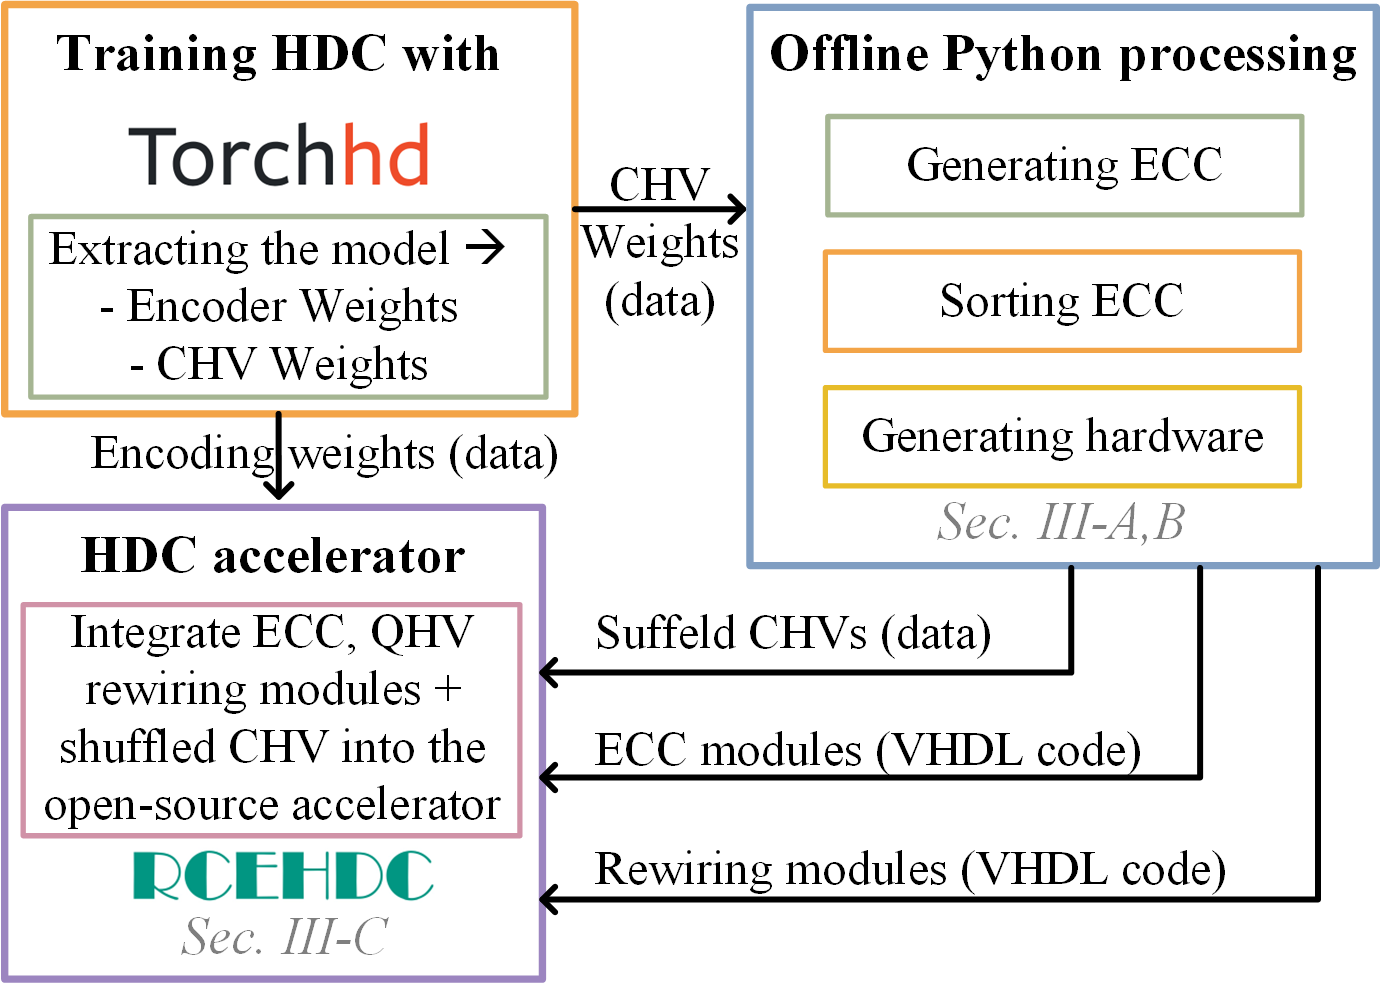 Training HDC with
Torchhd
Extracting the model →
- Encoder Weights
- CHV Weights
CHV
Weights
(data)
Offline Python processing
Generating ECC
Sorting ECC
Generating hardware
Sec. III-A,B
Encoding weights (data)
HDC accelerator
Integrate ECC, QHV
rewiring modules +
shuffled CHV into the
open-source accelerator
RCEHDC
Sec. III-C
Suffeld CHVs (data)
ECC modules (VHDL code)
Rewiring modules (VHDL code)